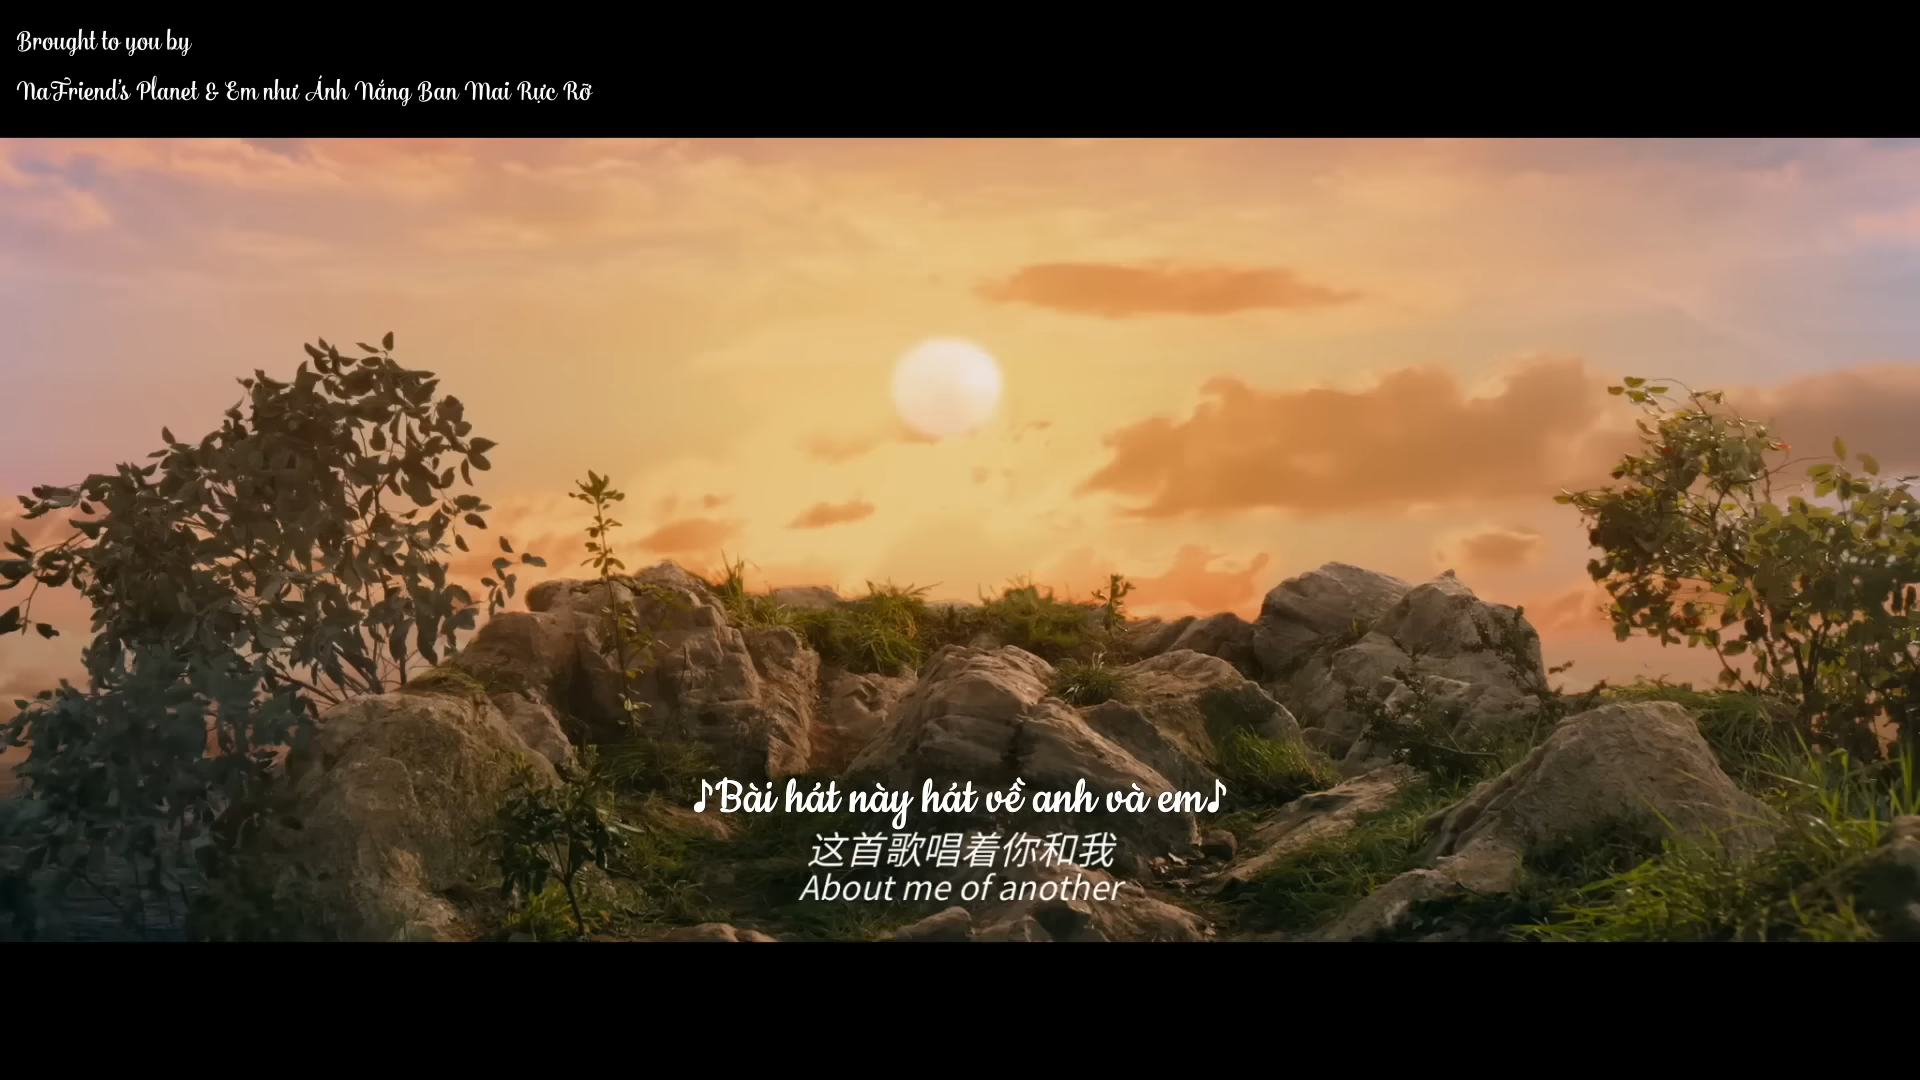 Brought to you by
NaFriend's Planet & Em như Ánh Nắng Ban Mai Rực Rỡ
♪Bài hát này hát về anh và em♪
这首歌唱着你和我
About me of another